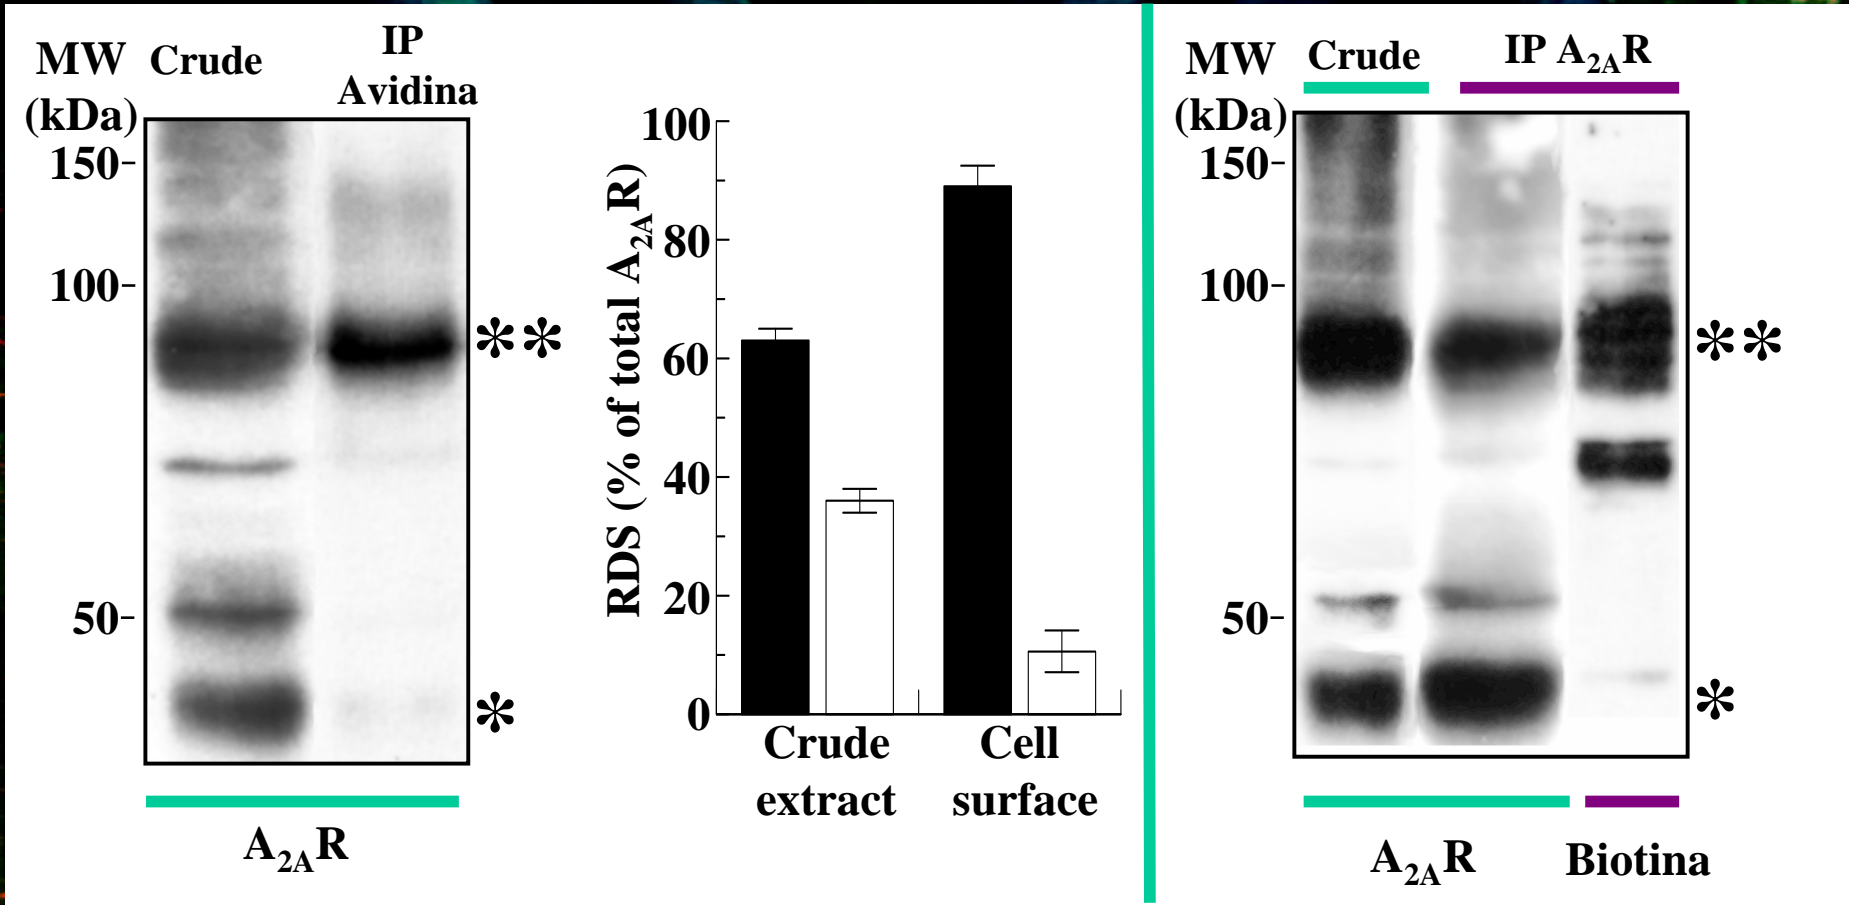 MW
(kDa)
Crude
IP
Avidina
150-
100-
50-
**
*
A2AR
RDS (% of total A2AR)
100
80
60
40
20
0
Crude
extract
Cell
surface
MW
(kDa)
Crude
IP A2AR
150-
100-
50-
**
*
A2AR
Biotina